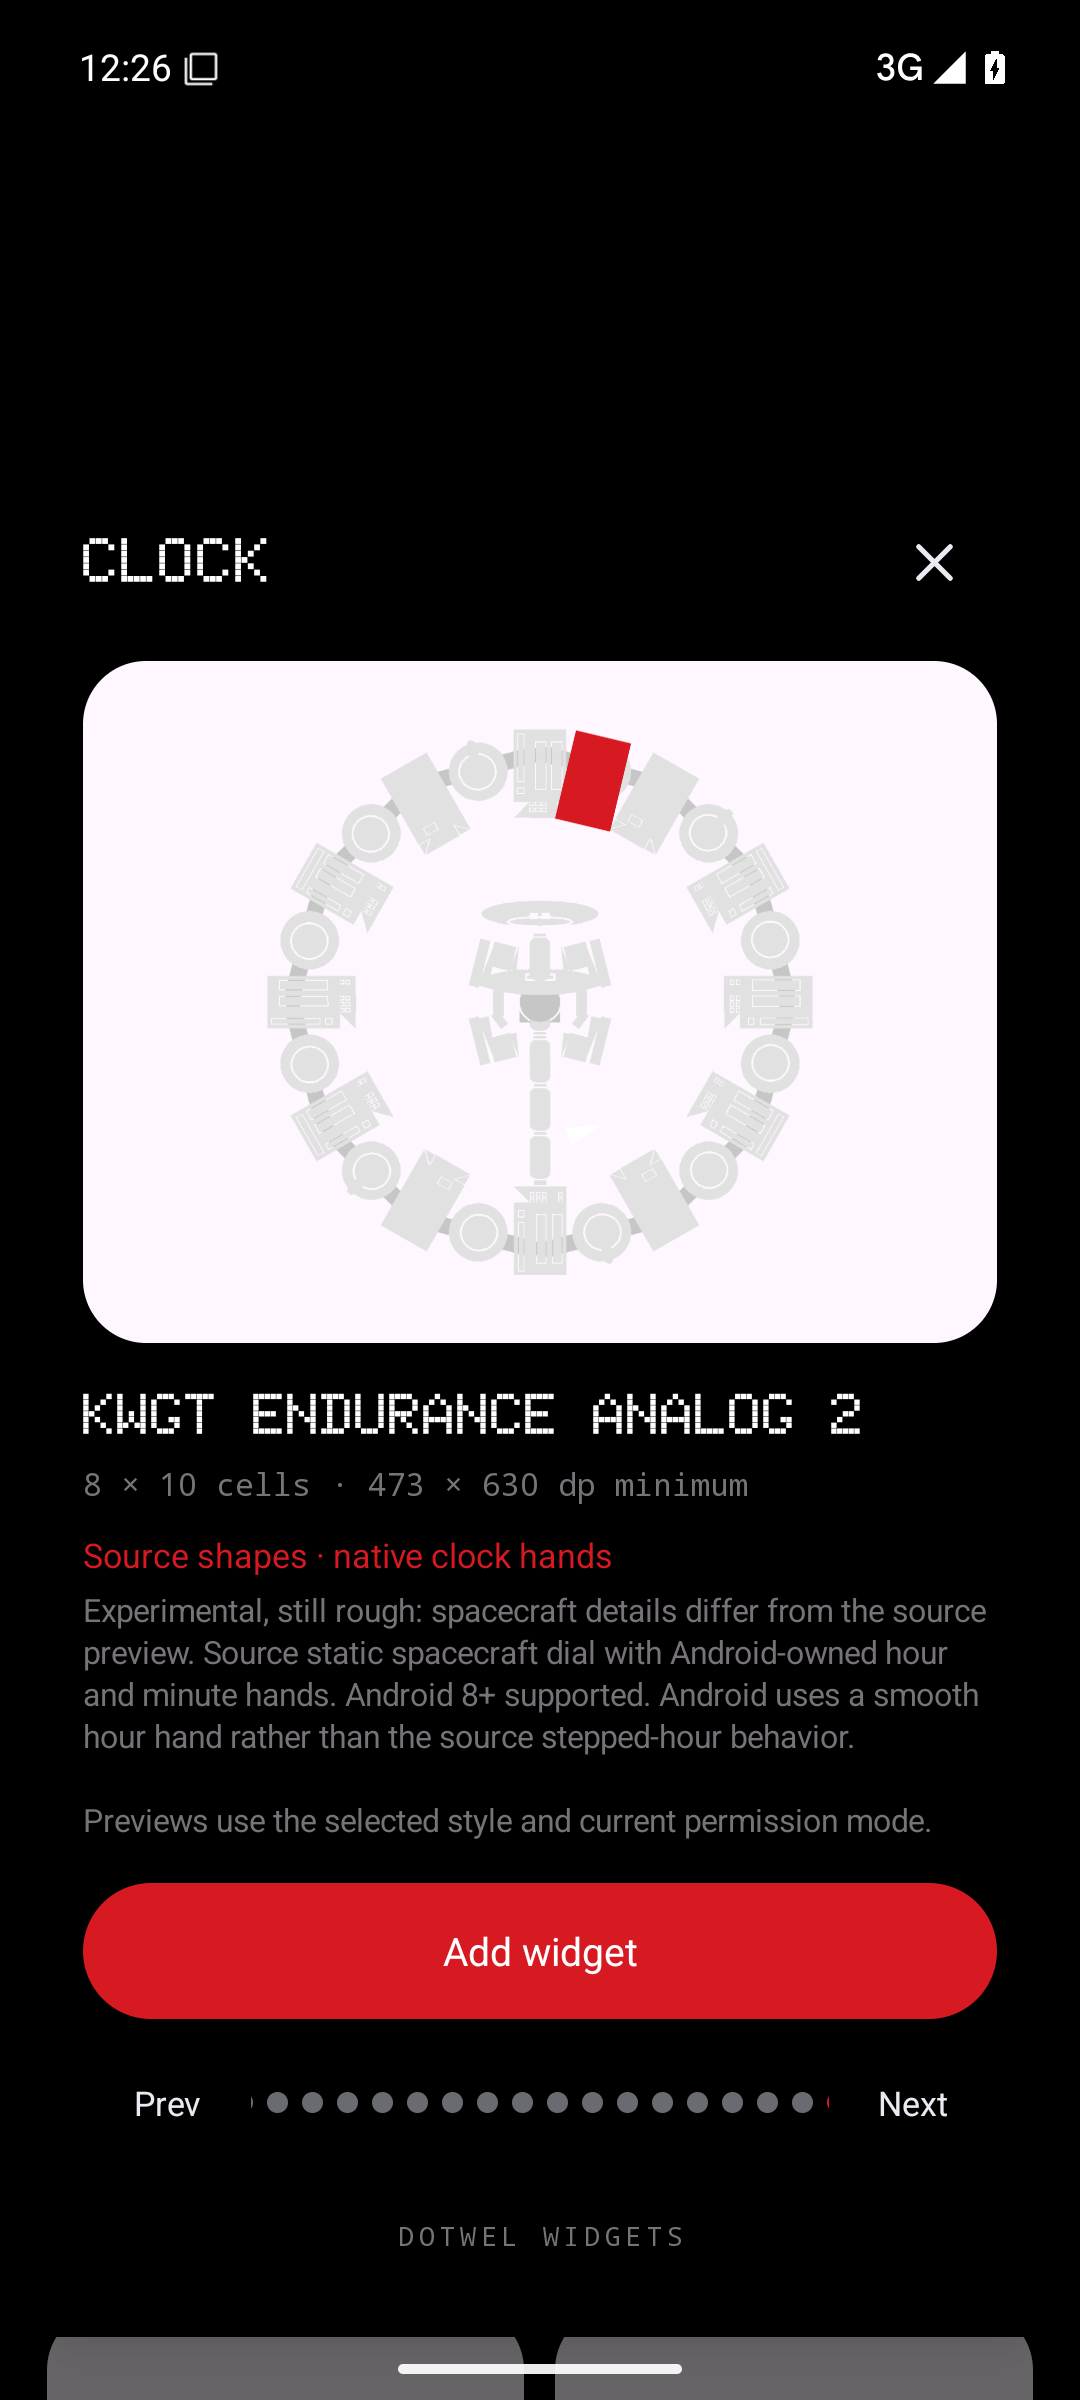 12:26
3G
CLOCK
KWGT ENDURANCE ANALOG 2
8 × 10 cells · 473 × 630 dp minimum
Source shapes · native clock hands
Experimental, still rough: spacecraft details differ from the source
preview. Source static spacecraft dial with Android-owned hour
and minute hands. Android 8+ supported. Android uses a smooth
hour hand rather than the source stepped-hour behavior.
Previews use the selected style and current permission mode.
Add widget
Prev
Next
DOTWEL WIDGETS